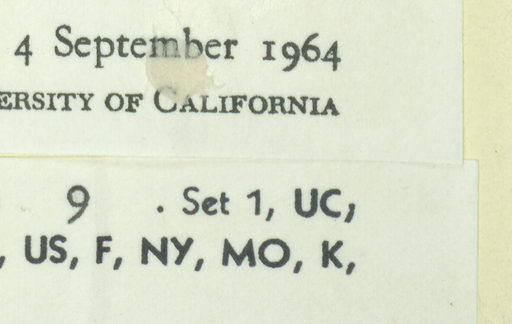 4 September 1964
ERSITY OF CALIFORNIA
9 . Set 1, UC,
, US, F, NY, MO, K,